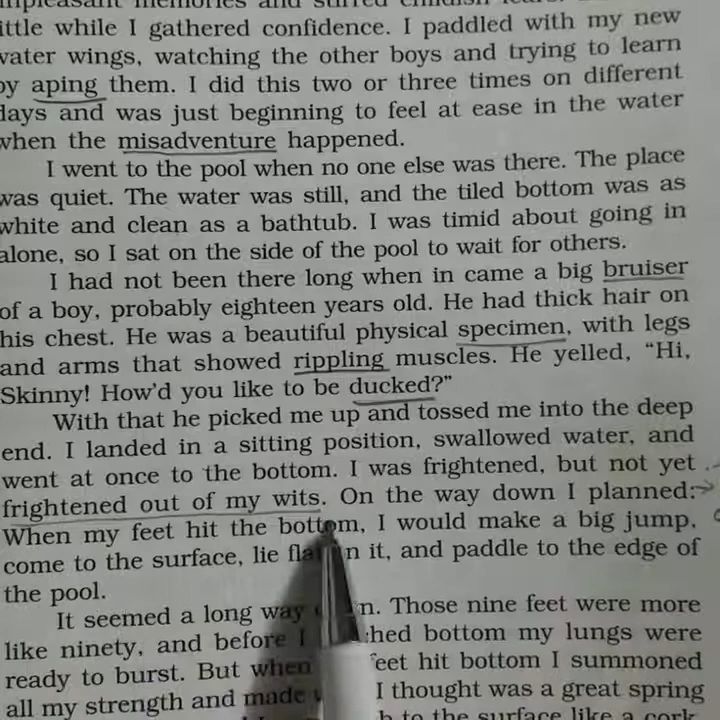 memories and stirred childish fears.
little while I gathered confidence. I paddled with my new
water wings, watching the other boys and trying to learn
by aping them. I did this two or three times on different
days and was just beginning to feel at ease in the water
when the misadventure happened.
I went to the pool when no one else was there. The place
was quiet. The water was still, and the tiled bottom was as
white and clean as a bathtub. I was timid about going in
alone, so I sat on the side of the pool to wait for others.
I had not been there long when in came a big bruiser
of a boy, probably eighteen years old. He had thick hair on
his chest. He was a beautiful physical specimen, with legs
and arms that showed rippling muscles. He yelled, “Hi,
Skinny! How’d you like to be ducked?”
With that he picked me up and tossed me into the deep
end. I landed in a sitting position, swallowed water, and
went at once to the bottom. I was frightened, but not yet
frightened out of my wits. On the way down I planned:
When my feet hit the bottom, I would make a big jump,
come to the surface, lie flat on it, and paddle to the edge of
the pool.
It seemed a long way down. Those nine feet were more
like ninety, and before I touched bottom my lungs were
ready to burst. But when feet hit bottom I summoned
all my strength and made I thought was a great spring
to the surface like a cork.